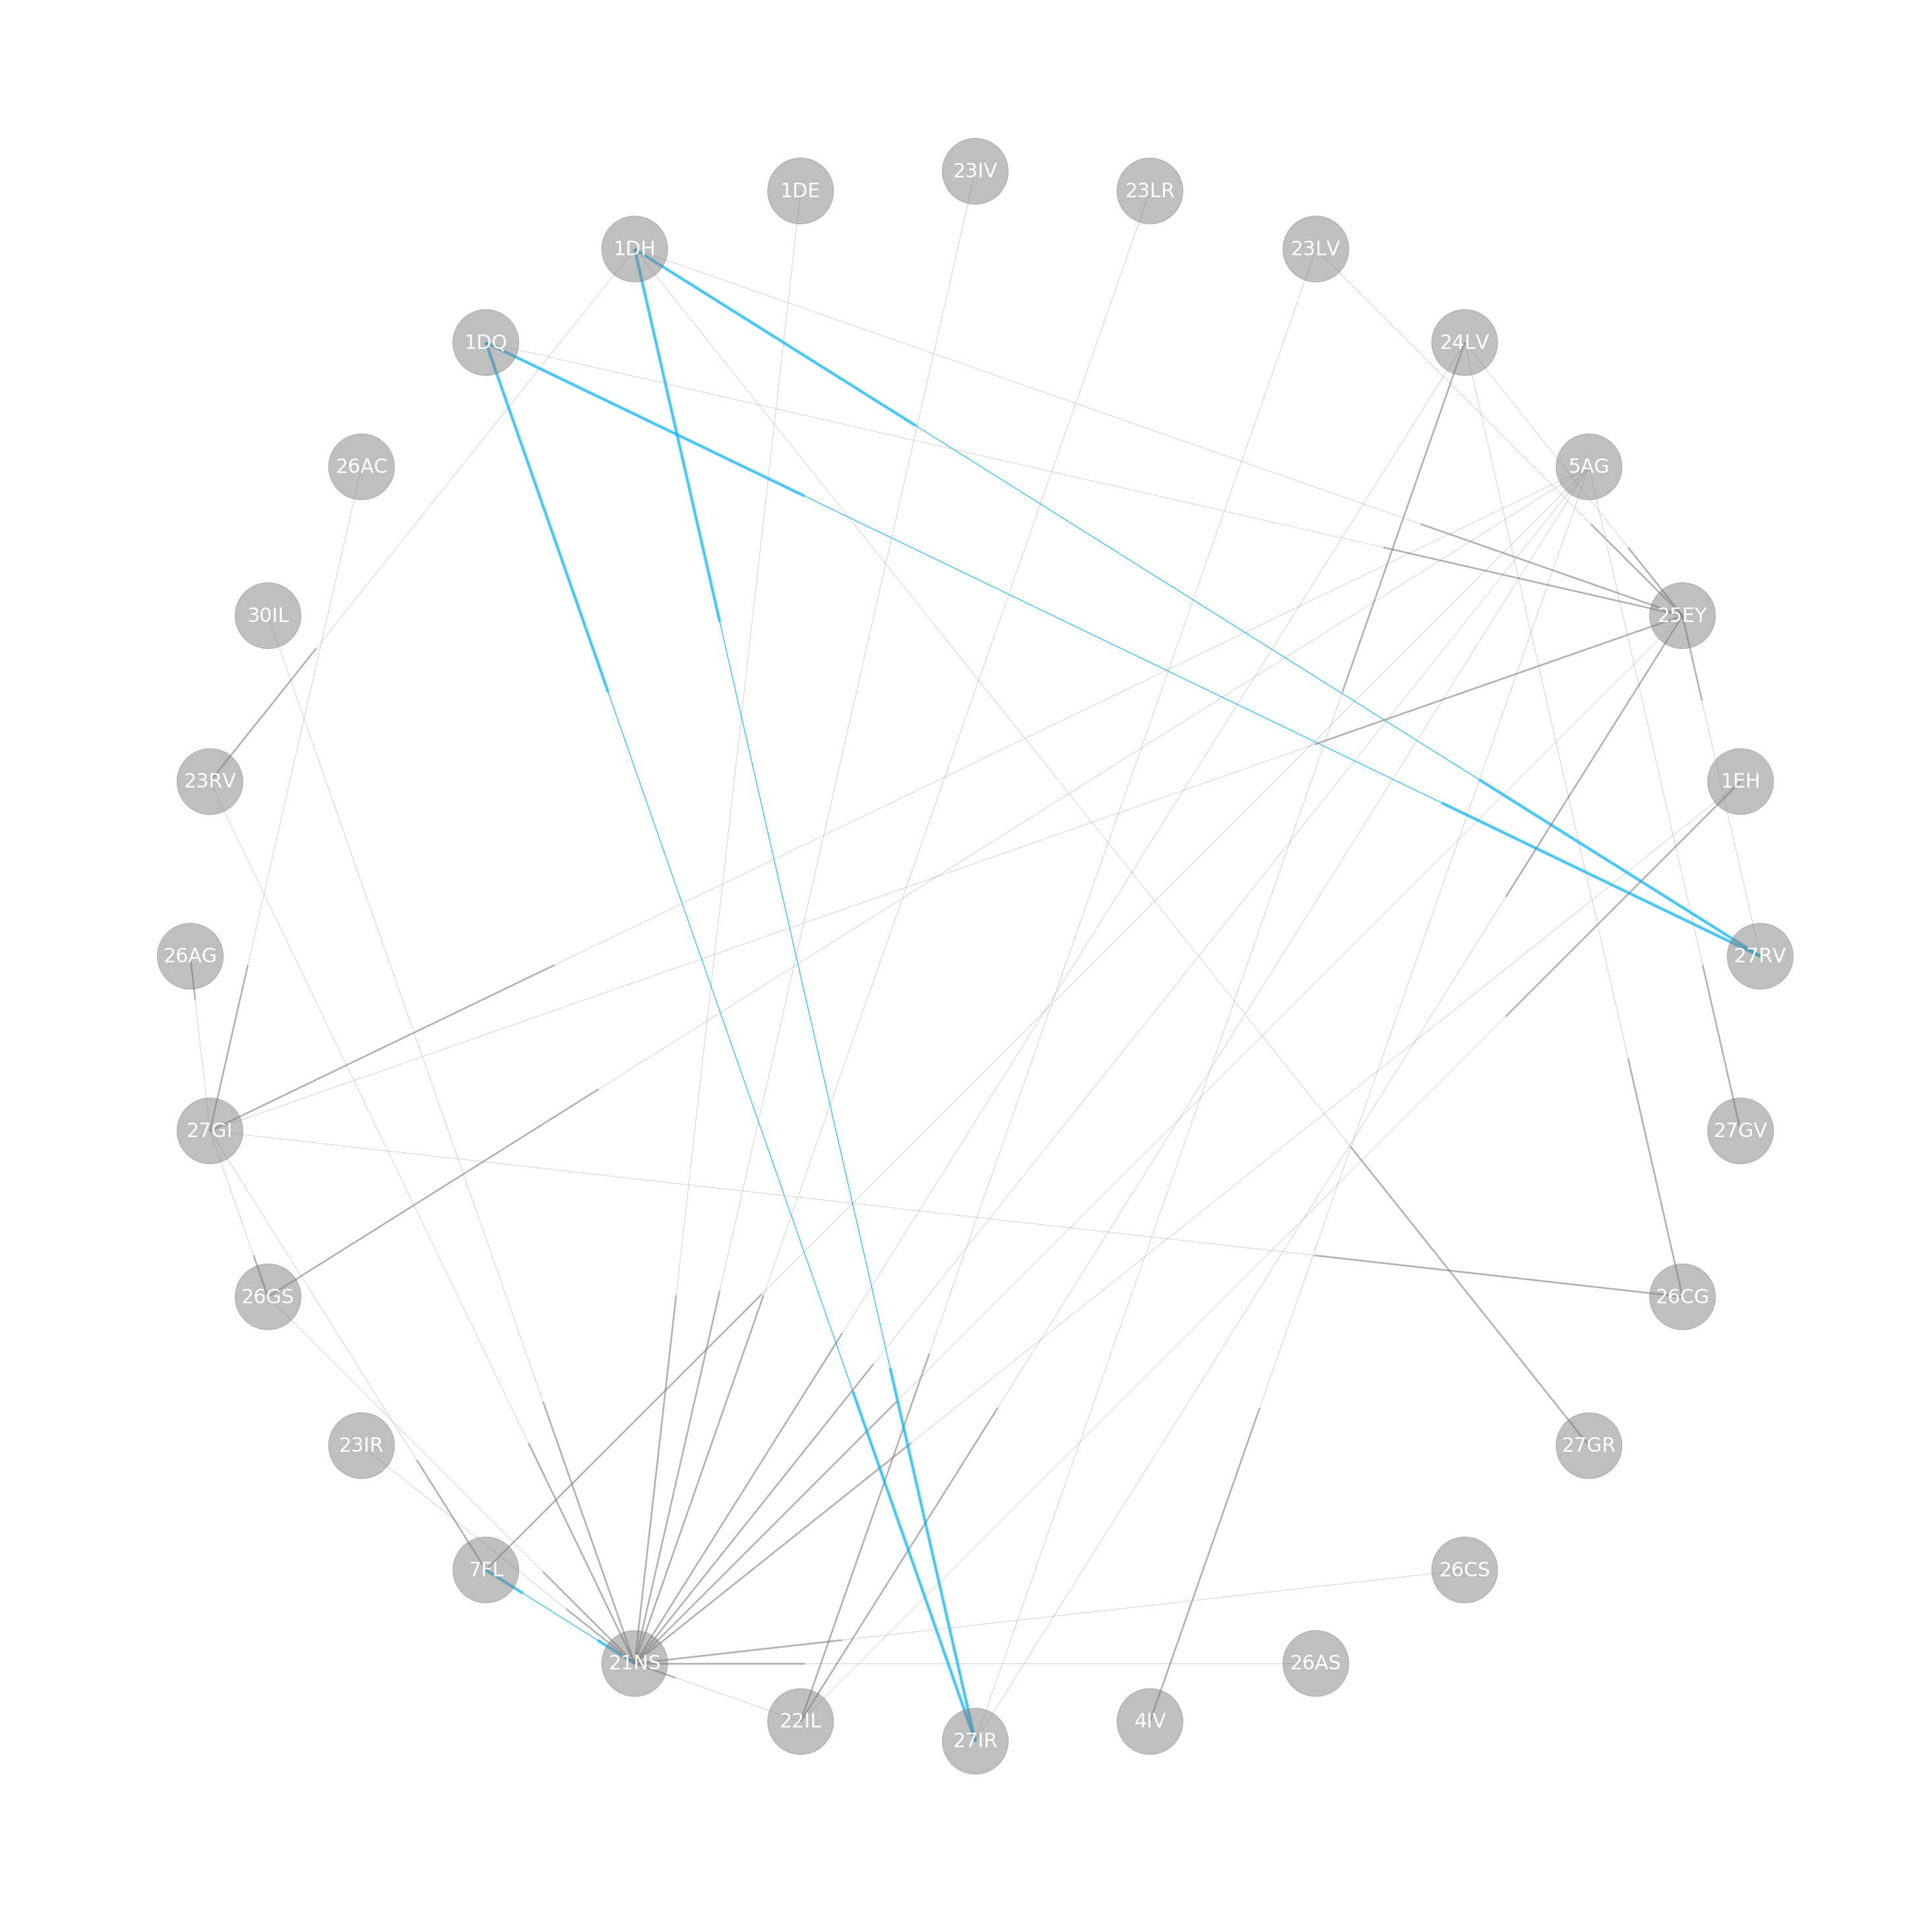 23IV
1DE
23LR
1DH
23LV
1DQ
24LV
26AC
5AG
30IL
25EY
23RV
1EH
26AG
27RV
27GI
27GV
26GS
26CG
23IR
27GR
7FL
26CS
21NS
26AS
22IL
4IV
27IR